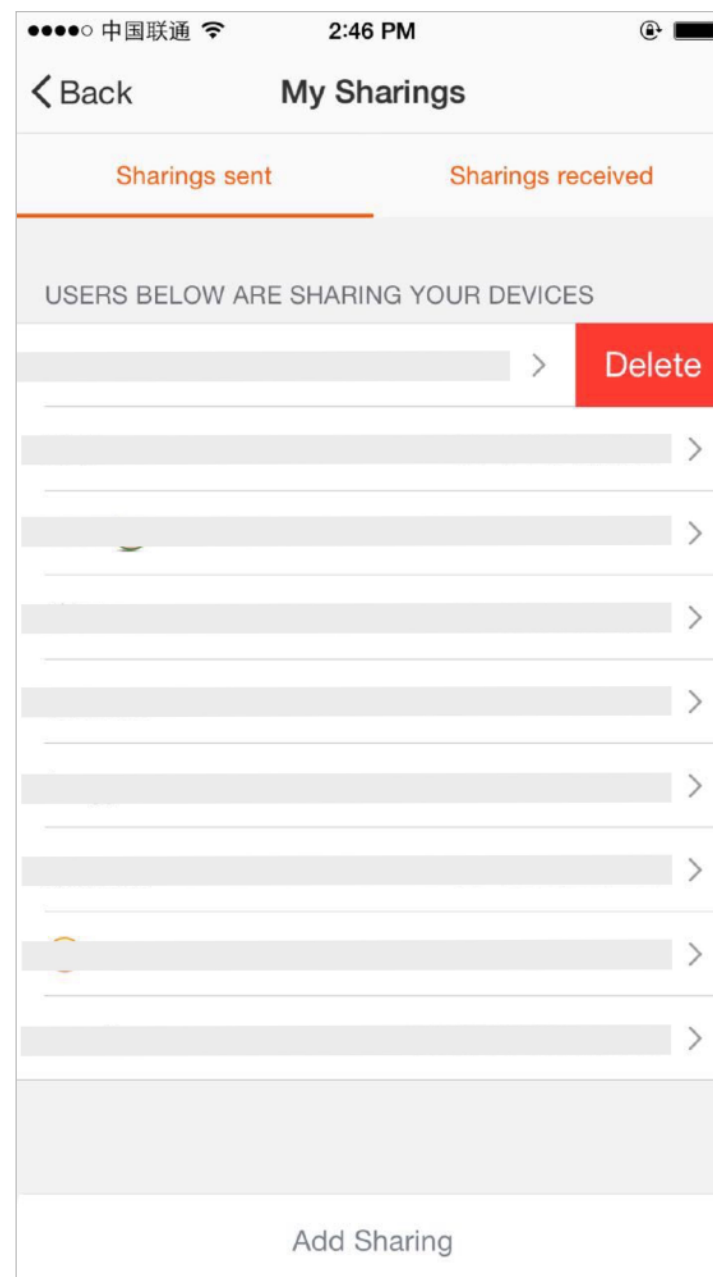 中国联通 2:46 PM
Back My Sharings
Sharings sent Sharings received
USERS BELOW ARE SHARING YOUR DEVICES
Delete
Add Sharing